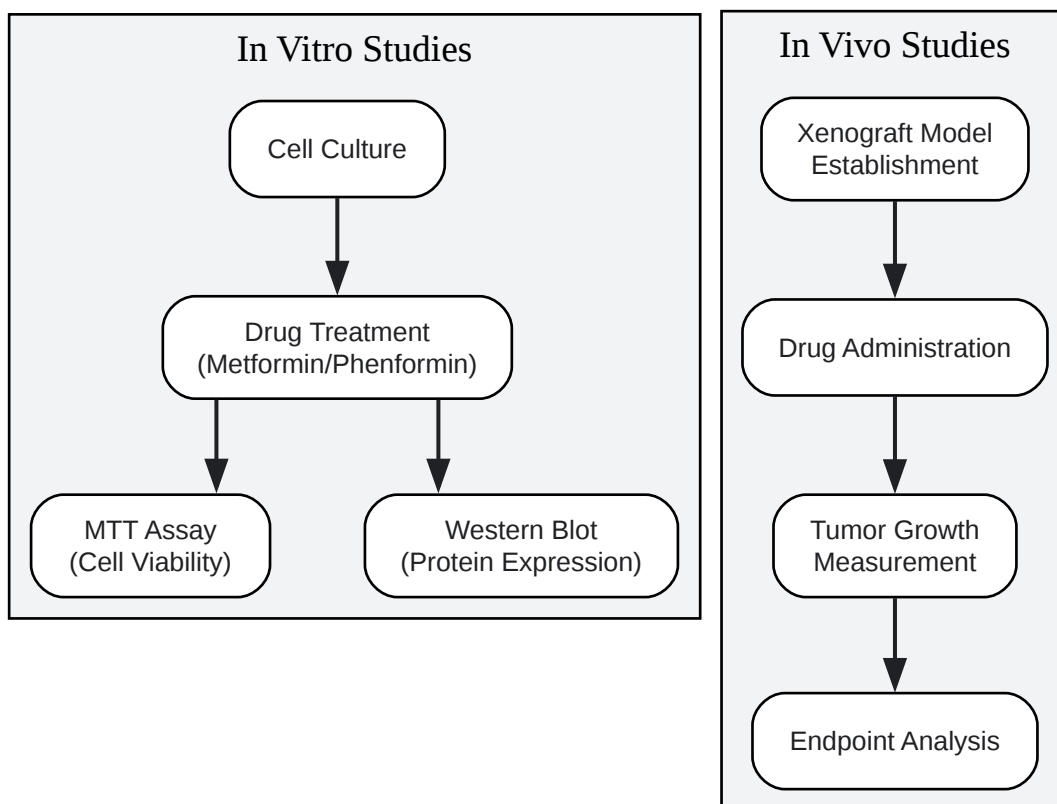 In Vitro Studies
Cell Culture
Drug Treatment
(Metformin/Phenformin)
MTT Assay
(Cell Viability)
Western Blot
(Protein Expression)
In Vivo Studies
Xenograft Model
Establishment
Drug Administration
Tumor Growth
Measurement
Endpoint Analysis